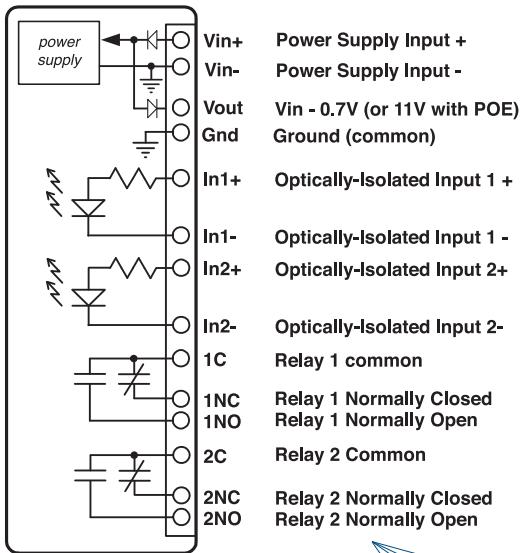 power
supply
Vin+ Power Supply Input +
Vin- Power Supply Input -
Vout Vin - 0.7V (or 11V with POE)
Gnd Ground (common)
In1+ Optically-Isolated Input 1 +
In1- Optically-Isolated Input 1 -
In2+ Optically-Isolated Input 2+
In2- Optically-Isolated Input 2-
1C Relay 1 common
1NC Relay 1 Normally Closed
1NO Relay 1 Normally Open
2C Relay 2 Common
2NC Relay 2 Normally Closed
2NO Relay 2 Normally Open